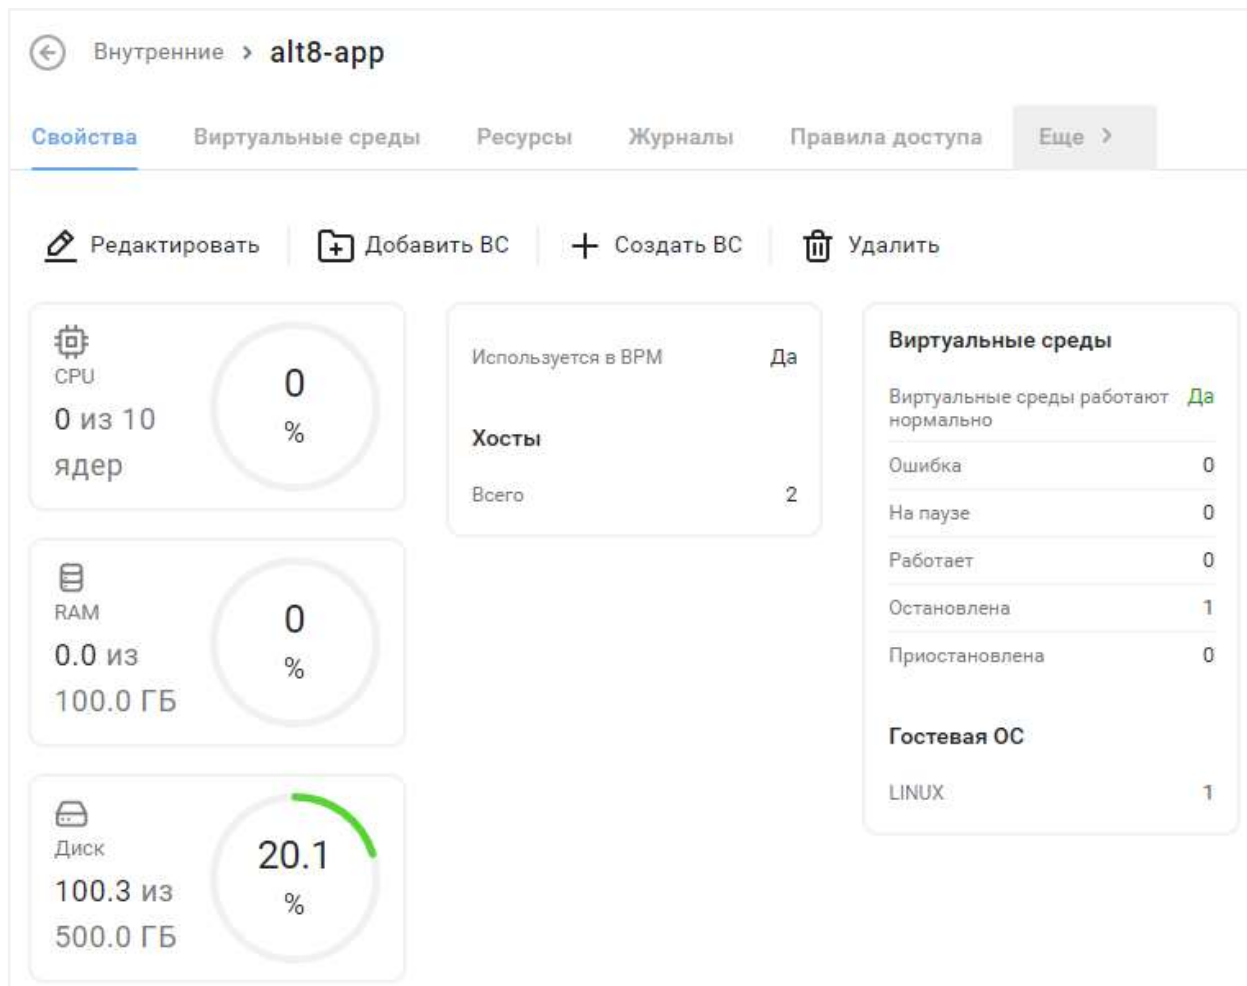 Внутренние > alt8-app
Свойства Виртуальные среды Ресурсы Журналы Правила доступа Еще >
Редактировать Добавить ВС Создать ВС Удалить
CPU
0 из 10
ядер
0
%
RAM
0.0 из
100.0 ГБ
0
%
Диск
100.3 из
500.0 ГБ
20.1
%
Используется в BPM Да
Хосты
Всего 2
Виртуальные среды
Виртуальные среды работают Да
нормально
Ошибка 0
На паузе 0
Работает 0
Остановлена 1
Приостановлена 0
Гостевая ОС
LINUX 1